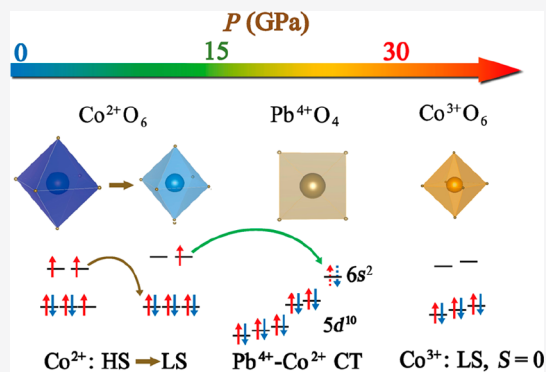 P (GPa)
0 15 30
Co²⁺O₆ Pb⁴⁺O₄ Co³⁺O₆
6s²
5d¹⁰
Co²⁺: HS → LS Pb⁴⁺-Co²⁺ CT Co³⁺: LS, S = 0